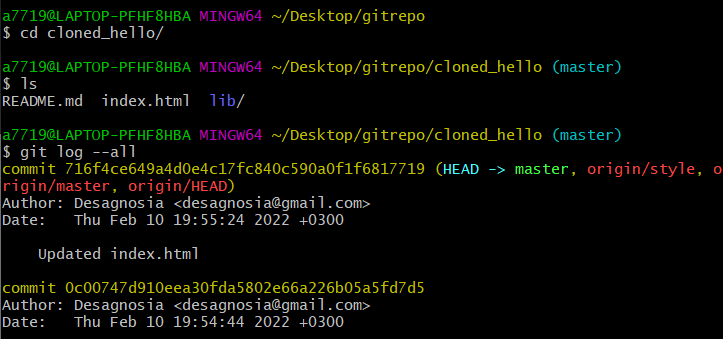 a7719@LAPTOP-PFHF8HBA MINGW64 ~/Desktop/gitrepo
$ cd cloned_hello/
a7719@LAPTOP-PFHF8HBA MINGW64 ~/Desktop/gitrepo/cloned_hello (master)
$ ls
README.md  index.html  lib/
a7719@LAPTOP-PFHF8HBA MINGW64 ~/Desktop/gitrepo/cloned_hello (master)
$ git log --all
commit 716f4ce649a4d0e4c17fc840c590a0f1f6817719 (HEAD -> master, origin/style, o
rigin/master, origin/HEAD)
Author: Desagnosia <desagnosia@gmail.com>
Date:   Thu Feb 10 19:55:24 2022 +0300
    Updated index.html
commit 0c00747d910eea30fda5802e66a226b05a5fd7d5
Author: Desagnosia <desagnosia@gmail.com>
Date:   Thu Feb 10 19:54:44 2022 +0300